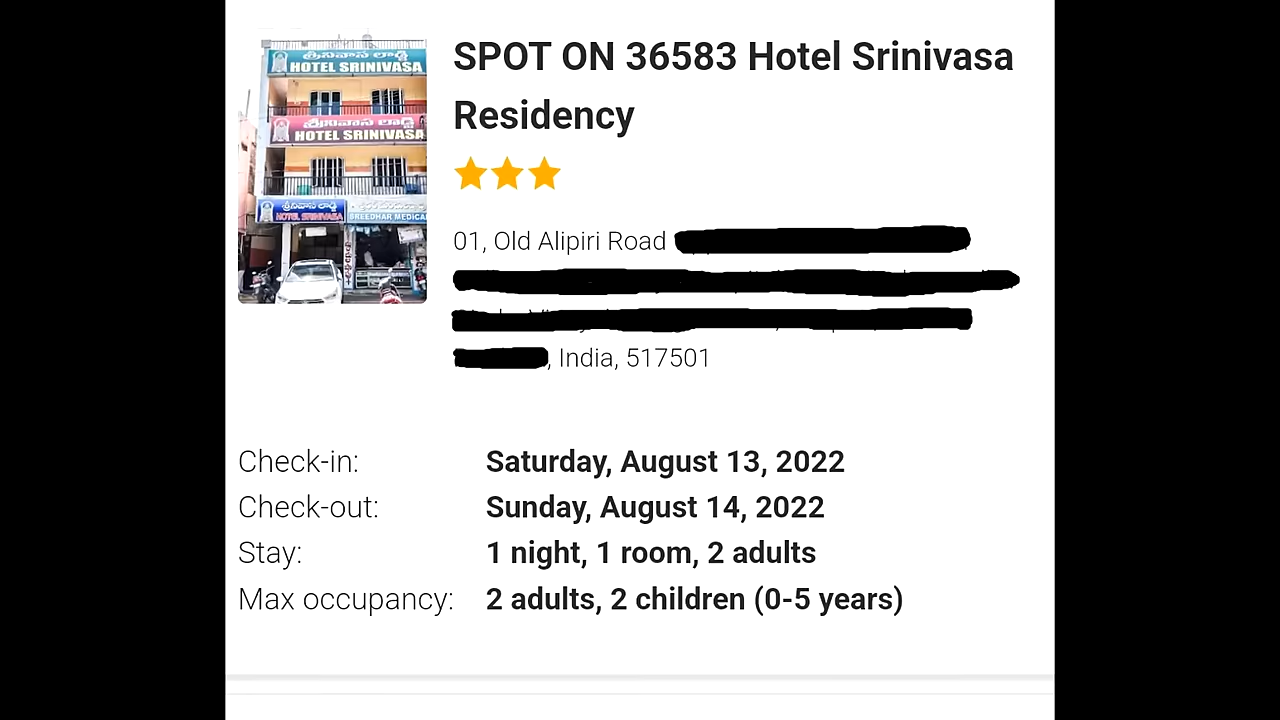 శ్రీనివాస లాడ్జి
HOTEL SRINIVASA
శ్రీనివాస లాడ్జి
HOTEL SRINIVASA
శ్రీనివాస లాడ్జి
HOTEL SRINIVASA
SREEDHAR MEDICAL
SPOT ON 36583 Hotel Srinivasa
Residency
01, Old Alipiri Road
, India, 517501
Check-in: Saturday, August 13, 2022
Check-out: Sunday, August 14, 2022
Stay: 1 night, 1 room, 2 adults
Max occupancy: 2 adults, 2 children (0-5 years)